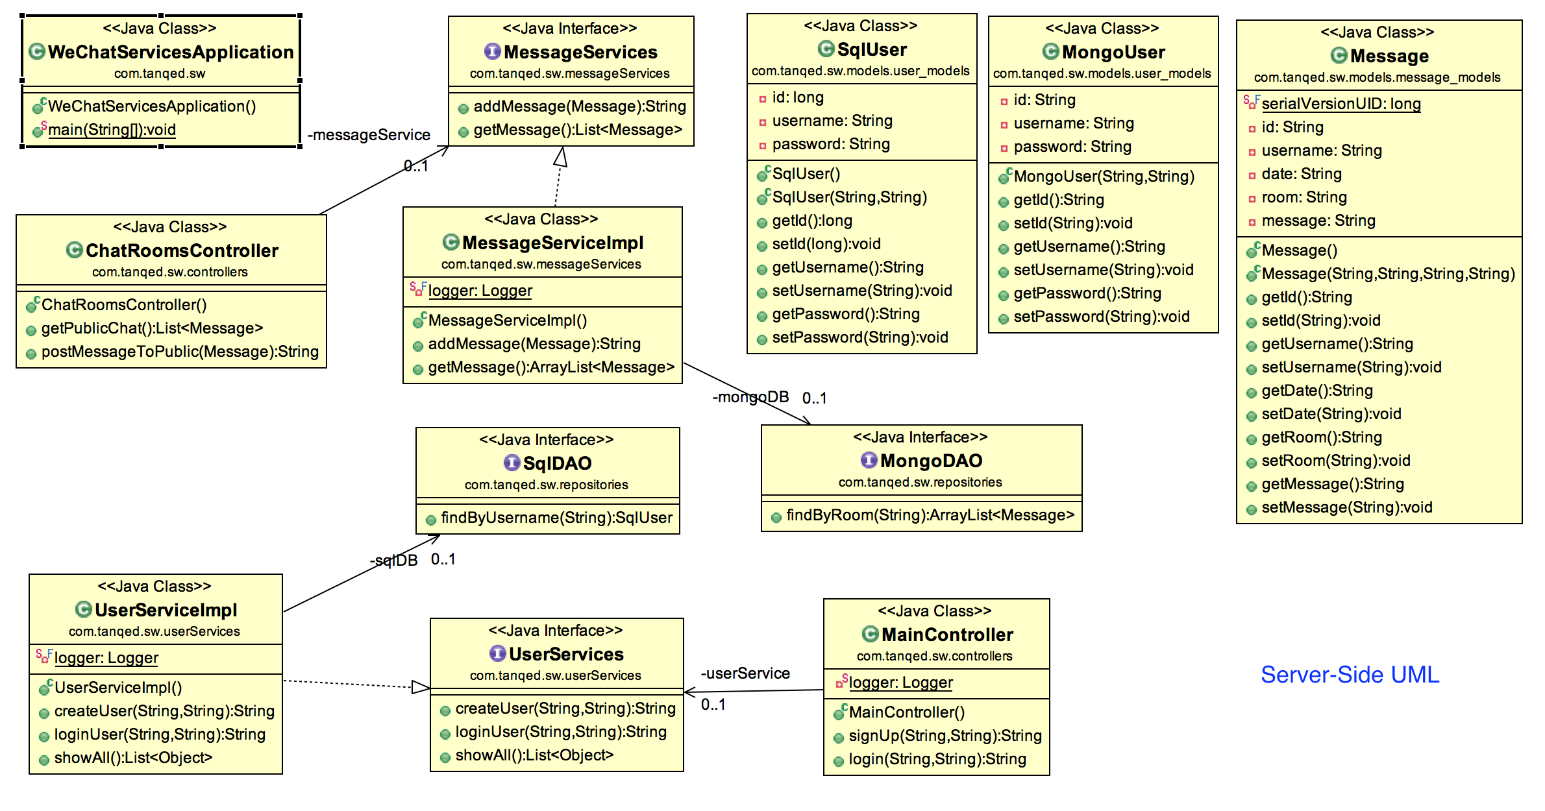 <<Java Class>>
WeChatServicesApplication
com.tanqed.sw
WeChatServicesApplication()
main(String[]):void
<<Java Interface>>
MessageServices
com.tanqed.sw.messageServices
addMessage(Message):String
getMessage():List<Message>
<<Java Class>>
SqlUser
com.tanqed.sw.models.user_models
id: long
username: String
password: String
SqlUser()
SqlUser(String,String)
getId():long
setId(long):void
getUsername():String
setUsername(String):void
getPassword():String
setPassword(String):void
<<Java Class>>
MongoUser
com.tanqed.sw.models.user_models
id: String
username: String
password: String
MongoUser(String,String)
getId():String
setId(String):void
getUsername():String
setUsername(String):void
getPassword():String
setPassword(String):void
<<Java Class>>
Message
com.tanqed.sw.models.message_models
serialVersionUID: long
id: String
username: String
date: String
room: String
message: String
Message()
Message(String,String,String,String)
getId():String
setId(String):void
getUsername():String
setUsername(String):void
getDate():String
setDate(String):void
getRoom():String
setRoom(String):void
getMessage():String
setMessage(String):void
-messageService
0..1
<<Java Class>>
ChatRoomsController
com.tanqed.sw.controllers
ChatRoomsController()
getPublicChat():List<Message>
postMessageToPublic(Message):String
<<Java Class>>
MessageServiceImpl
com.tanqed.sw.messageServices
logger: Logger
MessageServiceImpl()
addMessage(Message):String
getMessage():ArrayList<Message>
-mongoDB 0..1
<<Java Interface>>
SqlDAO
com.tanqed.sw.repositories
findByUsername(String):SqlUser
<<Java Interface>>
MongoDAO
com.tanqed.sw.repositories
findByRoom(String):ArrayList<Message>
-sqlDB 0..1
<<Java Class>>
UserServiceImpl
com.tanqed.sw.userServices
logger: Logger
UserServiceImpl()
createUser(String,String):String
loginUser(String,String):String
showAll():List<Object>
<<Java Interface>>
UserServices
com.tanqed.sw.userServices
createUser(String,String):String
loginUser(String,String):String
showAll():List<Object>
-userService
0..1
<<Java Class>>
MainController
com.tanqed.sw.controllers
logger: Logger
MainController()
signUp(String,String):String
login(String,String):String
Server-Side UML